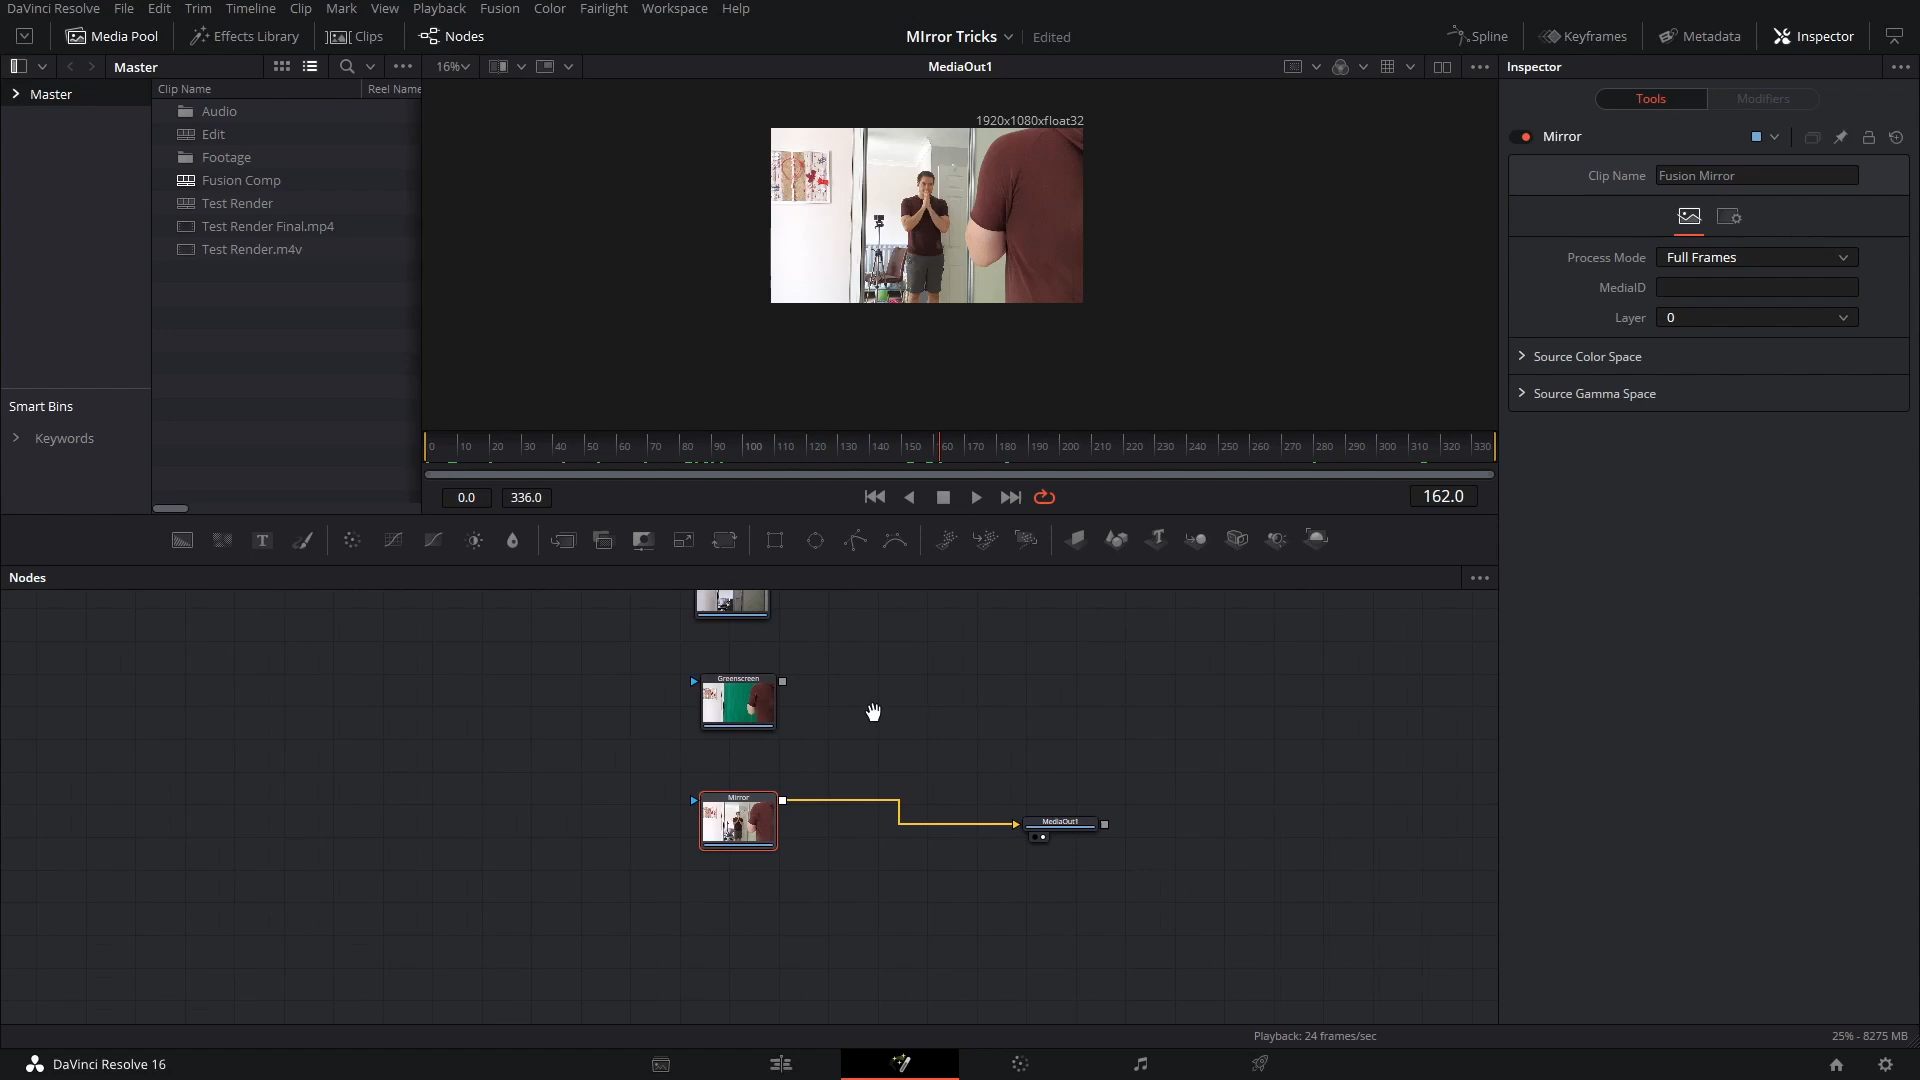 DaVinci Resolve File Edit Trim Timeline Clip Mark View Playback Fusion Color Fairlight Workspace Help
Media Pool Effects Library Clips Nodes MIrror Tricks Edited Spline Keyframes Metadata Inspector
Master 16% MediaOut1 Inspector
Master
Clip Name Reel Name
Audio
Edit
Footage
Fusion Comp
Test Render
Test Render Final.mp4
Test Render.m4v
Smart Bins
Keywords
1920x1080xfloat32
0 10 20 30 40 50 60 70 80 90 100 110 120 130 140 150 60 170 180 190 200 210 220 230 240 250 260 270 280 290 300 310 320 330
0.0 336.0 162.0
Tools Modifiers
Mirror
Clip Name Fusion Mirror
Process Mode Full Frames
MediaID
Layer 0
Source Color Space
Source Gamma Space
T
Nodes
Greenscreen
Mirror
MediaOut1
Playback: 24 frames/sec 25% - 8275 MB
DaVinci Resolve 16